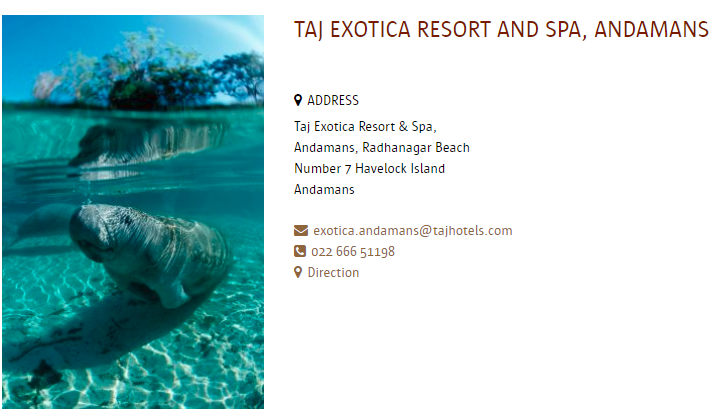 TAJ EXOTICA RESORT AND SPA, ANDAMANS
ADDRESS
Taj Exotica Resort & Spa,
Andamans, Radhanagar Beach
Number 7 Havelock Island
Andamans
exotica.andamans@tajhotels.com
022 666 51198
Direction